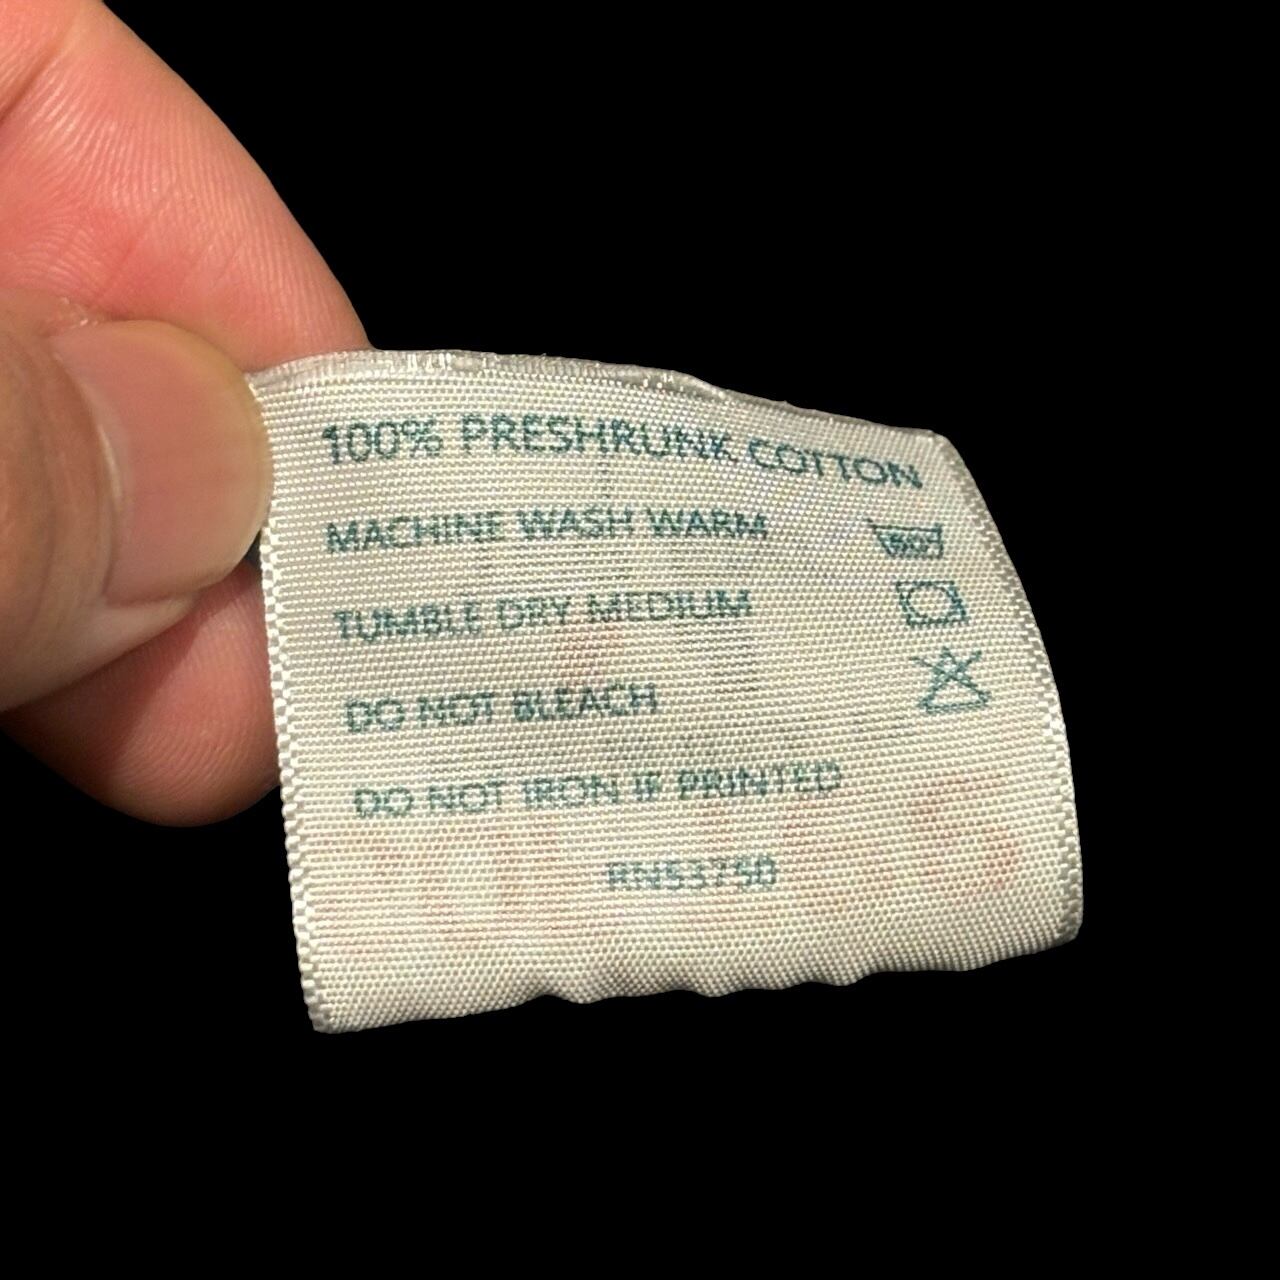 100% PRESHRUNK COTTON
MACHINE WASH WARM
TUMBLE DRY MEDIUM
DO NOT BLEACH
DO NOT IRON IF PRINTED
RN53750